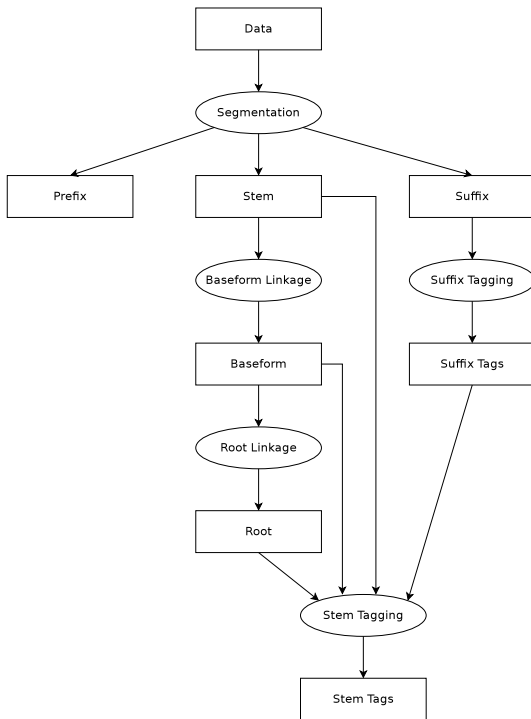 Data
Segmentation
Prefix
Stem
Suffix
Baseform Linkage
Suffix Tagging
Baseform
Suffix Tags
Root Linkage
Root
Stem Tagging
Stem Tags